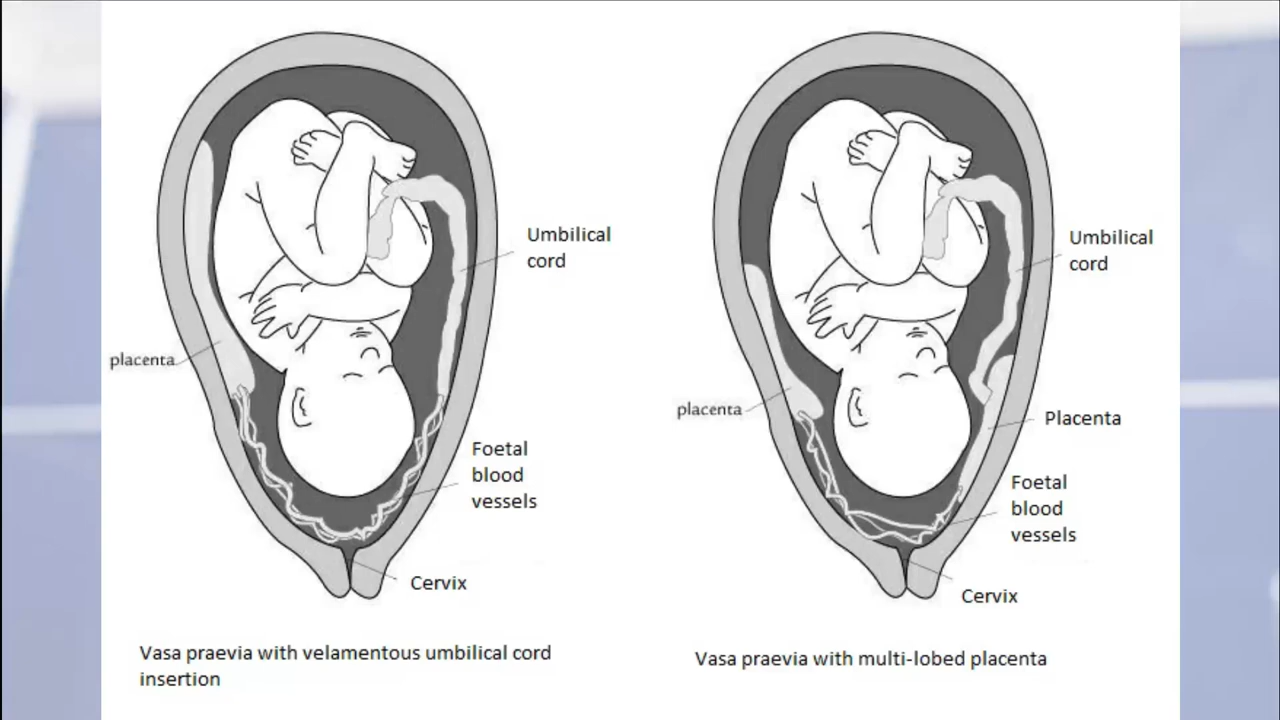 Umbilical
cord
placenta
Foetal
blood
vessels
Cervix
Vasa praevia with velamentous umbilical cord
insertion
Umbilical
cord
placenta
Placenta
Foetal
blood
vessels
Cervix
Vasa praevia with multi-lobed placenta